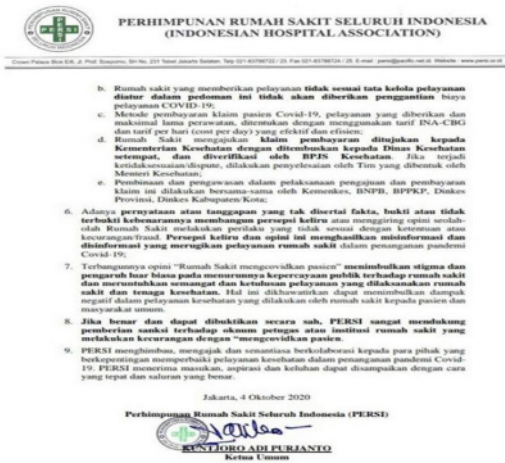 PERHIMPUNAN RUMAH SAKIT SELURUH INDONESIA
(INDONESIAN HOSPITAL ASSOCIATION)
PERSI
b. Rumah sakit yang memberikan pelayanan tidak sesuai tata kelola pelayanan
diatur dalam pedoman ini tidak akan diberikan penggantian biaya
pelayanan COVID-19;
c. Metode pembayaran klaim pasien Covid-19, pelayanan yang diberikan dan
maksimal lama perawatan, ditentukan dengan menggunakan tarif INA-CBG
dan tarif per hari (cost per day) yang efektif dan efisien;
d. Rumah Sakit mengajukan klaim pembayaran ditujukan kepada
Kementerian Kesehatan dengan ditembuskan kepada Dinas Kesehatan
setempat, dan diverifikasi oleh BPJS Kesehatan. Jika terjadi
ketidaksesuaian/dispute, dilakukan penyelesaian oleh Tim yang dibentuk oleh
Menteri Kesehatan;
e. Pembinaan dan pengawasan dalam pelaksanaan pengajuan dan pembayaran
klaim ini dilakukan bersama-sama oleh Kemenkes, BNPB, BPPKP, Dinkes
Provinsi, Dinkes Kabupaten/Kota;
6. Adanya pernyataan atau tanggapan yang tak disertai fakta, bukti atau tidak
terbukti kebenarannya membangun persepsi keliru atau menggiring opini seolah-
olah Rumah Sakit melakukan perilaku yang tidak sesuai dengan ketentuan atau
kecurangan/fraud. Persepsi keliru dan opini ini menghasilkan misinformasi dan
disinformasi yang merugikan pelayanan rumah sakit dalam penanganan pandemi
Covid-19;
7. Terbangunnya opini “Rumah Sakit mengcovidkan pasien” menimbulkan stigma dan
pengaruh luar biasa pada menurunnya kepercayaan publik terhadap rumah sakit
dan meruntuhkan semangat dan ketulusan pelayanan yang dilaksanakan rumah
sakit dan tenaga kesehatan. Hal ini dikhawatirkan dapat menimbulkan dampak
negatif dalam pelayanan kesehatan yang dilakukan oleh rumah sakit kepada pasien dan
masyarakat umum.
8. Jika benar dan dapat dibuktikan secara sah, PERSI sangat mendukung
pemberian sanksi terhadap oknum petugas atau institusi rumah sakit yang
melakukan kecurangan dengan “mengcovidkan pasien.
9. PERSI menghimbau, mengajak dan senantiasa berkolaborasi kepada para pihak yang
berkepentingan memperbaiki pelayanan kesehatan dalam penanganan pandemi Covid-
19. PERSI menerima masukan, aspirasi dan keluhan dapat disampaikan dengan cara
yang tepat dan saluran yang benar.
Jakarta, 4 Oktober 2020
Perhimpunan Rumah Sakit Seluruh Indonesia (PERSI)
KUNTJORO ADI PURJANTO
Ketua Umum